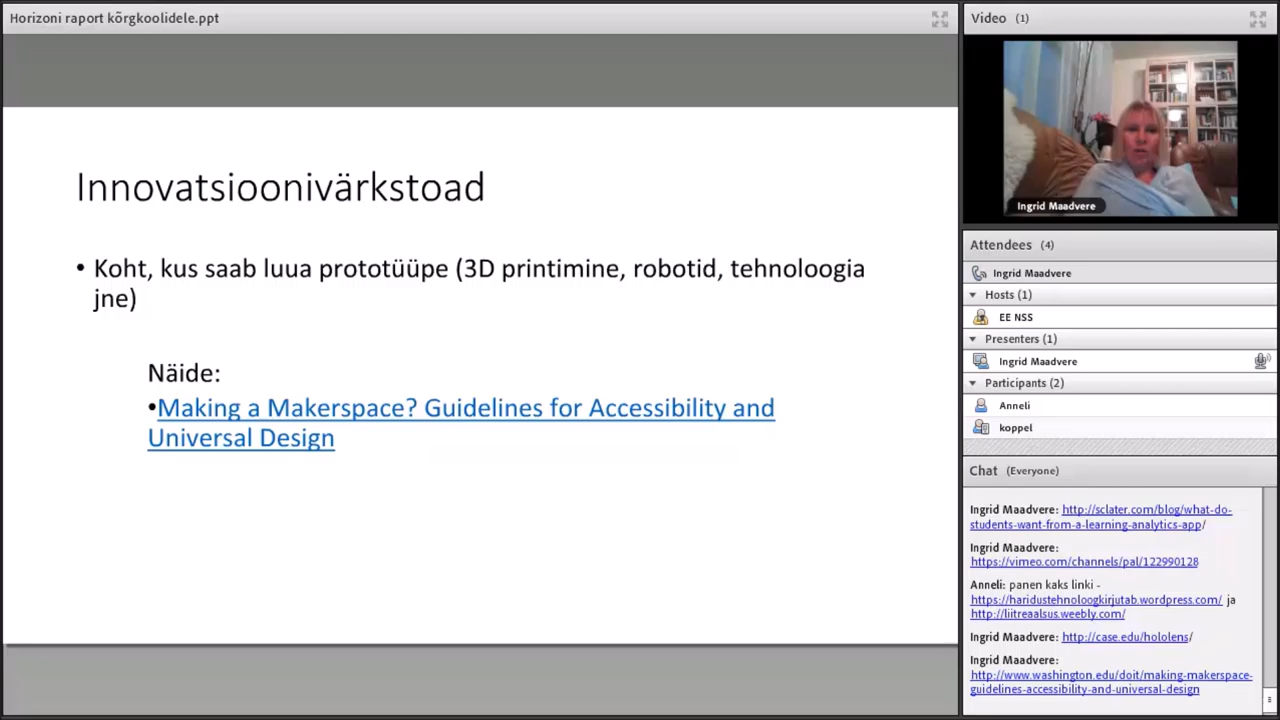 Horizoni raport kõrgkoolidele.ppt
Innovatsioonivärkstoad
• Koht, kus saab luua prototüüpe (3D printimine, robotid, tehnoloogia
jne)
Näide:
•Making a Makerspace? Guidelines for Accessibility and
Universal Design
Video (1)
Ingrid Maadvere
Attendees (4)
Ingrid Maadvere
Hosts (1)
EE NSS
Presenters (1)
Ingrid Maadvere
Participants (2)
Anneli
koppel
Chat (Everyone)
Ingrid Maadvere: http://sclater.com/blog/what-do-
students-want-from-a-learning-analytics-app/
Ingrid Maadvere:
https://vimeo.com/channels/pal/122990128
Anneli: panen kaks linki -
https://haridustehnoloogkirjutab.wordpress.com/ ja
http://liitreaalsus.weebly.com/
Ingrid Maadvere: http://case.edu/hololens/
Ingrid Maadvere:
http://www.washington.edu/doit/making-makerspace-
guidelines-accessibility-and-universal-design